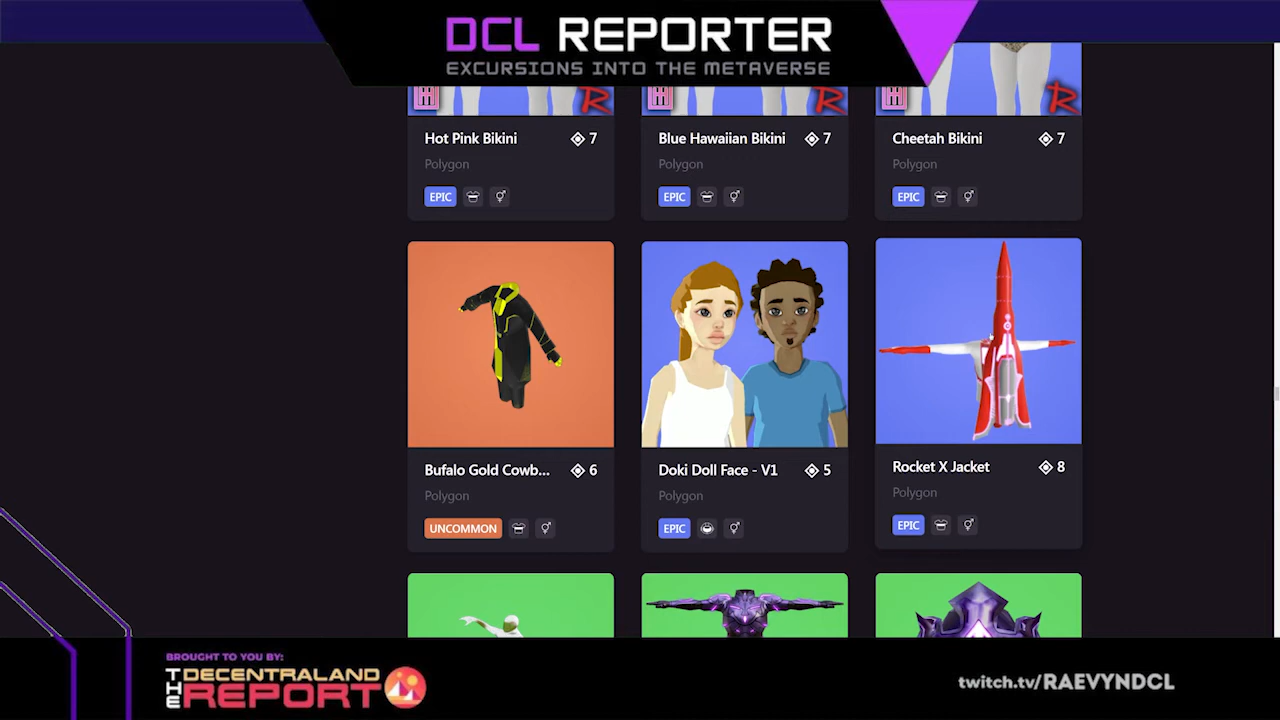 DCL REPORTER
EXCURSIONS INTO THE METAVERSE
R
R
R
Hot Pink Bikini 7
Polygon
EPIC
Blue Hawaiian Bikini 7
Polygon
EPIC
Cheetah Bikini 7
Polygon
EPIC
Bufalo Gold Cowb... 6
Polygon
UNCOMMON
Doki Doll Face - V1 5
Polygon
EPIC
Rocket X Jacket 8
Polygon
EPIC
BROUGHT TO YOU BY:
THE DECENTRALAND
REPORT
twitch.tv/RAEVYNDCL